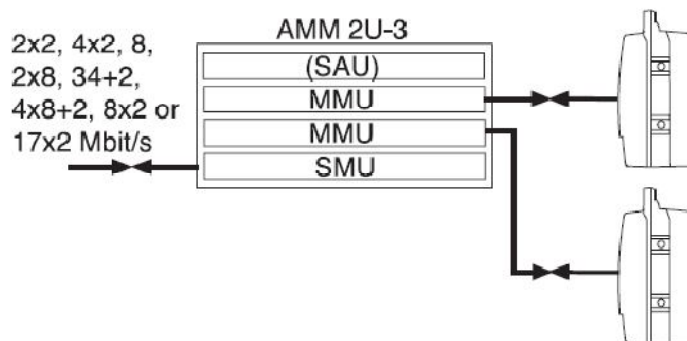 2x2, 4x2, 8,
2x8, 34+2,
4x8+2, 8x2 or
17x2 Mbit/s
AMM 2U-3
(SAU)
MMU
MMU
SMU